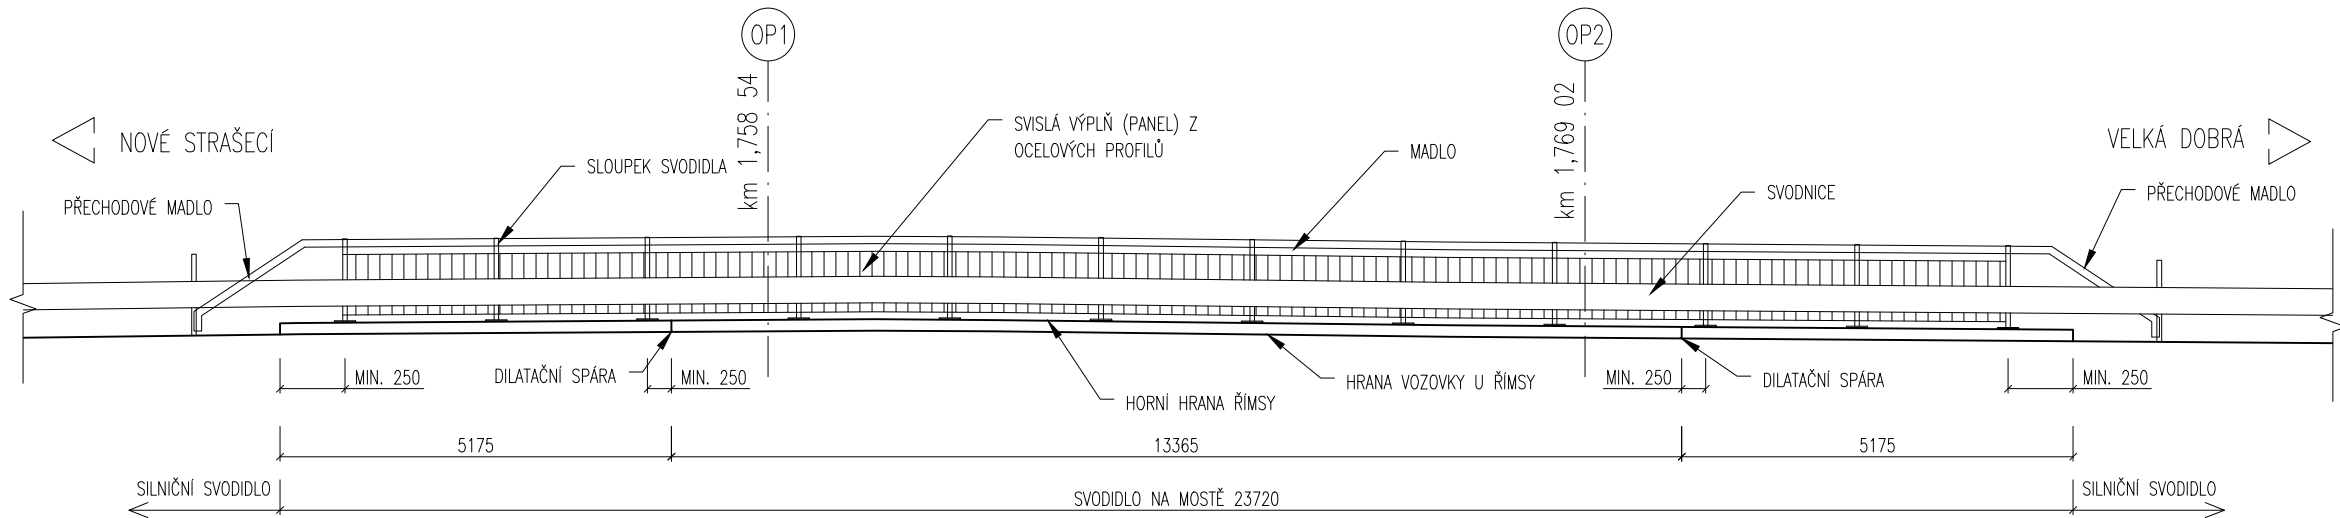 OP1
OP2
km 1,758 54
km 1,769 02
NOVÉ STRAŠECÍ
VELKÁ DOBRÁ
SVISLÁ VÝPLŇ (PANEL) Z
OCELOVÝCH PROFILŮ
MADLO
SLOUPEK SVODIDLA
SVODNICE
PŘECHODOVÉ MADLO
PŘECHODOVÉ MADLO
MIN. 250
DILATAČNÍ SPÁRA
MIN. 250
HORNÍ HRANA ŘÍMSY
HRANA VOZOVKY U ŘÍMSY
MIN. 250
DILATAČNÍ SPÁRA
MIN. 250
5175
13365
5175
SILNIČNÍ SVODIDLO
SVODIDLO NA MOSTĚ 23720
SILNIČNÍ SVODIDLO